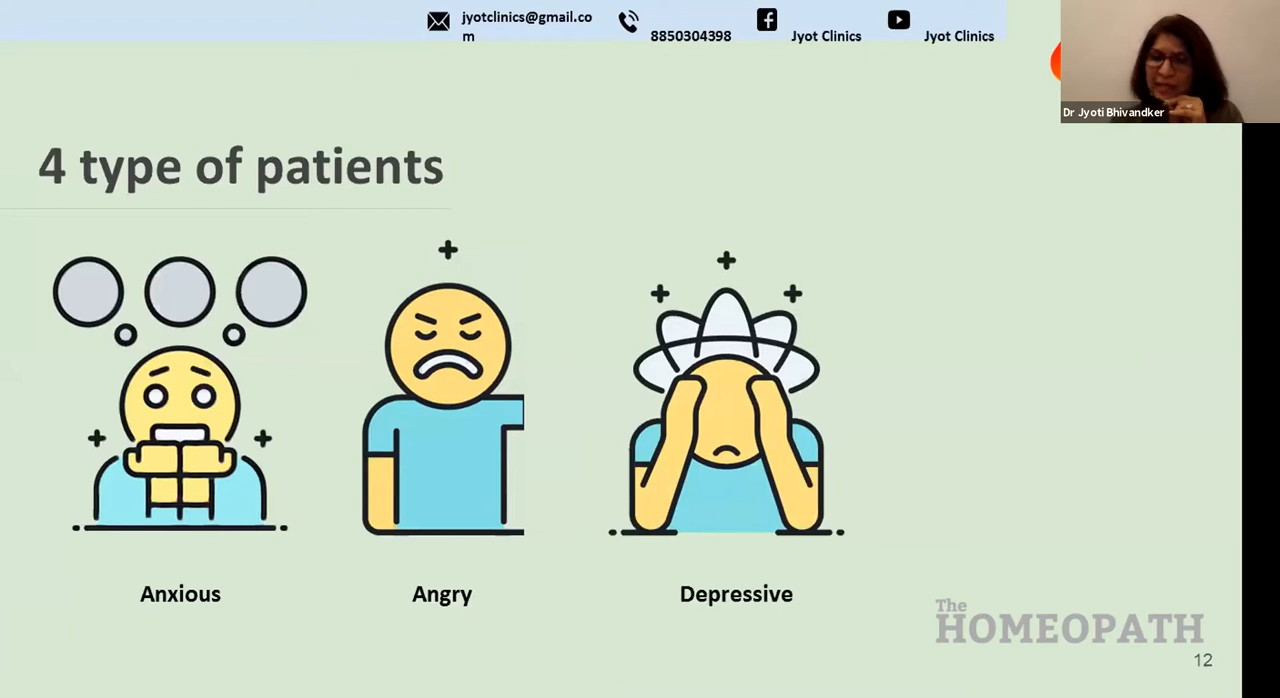 jyotclinics@gmail.co
m
8850304398
Jyot Clinics
Jyot Clinics
Dr Jyoti Bhivandker
4 type of patients
Anxious
Angry
Depressive
The
HOMEOPATH
12